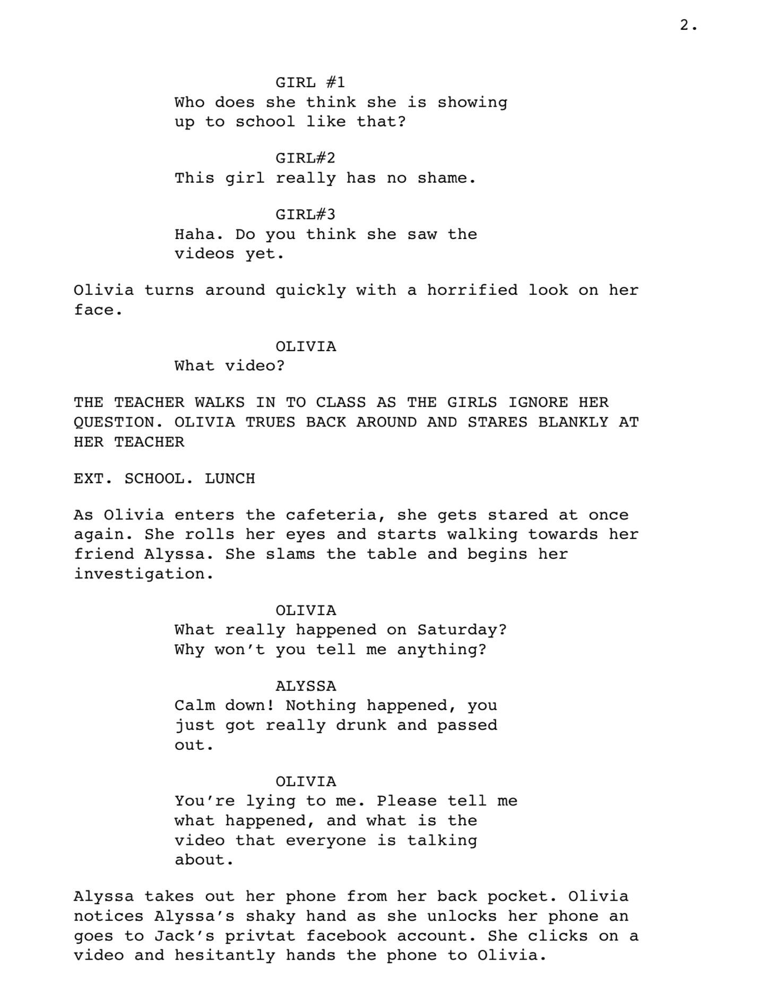 2.
GIRL #1
Who does she think she is showing
up to school like that?
GIRL#2
This girl really has no shame.
GIRL#3
Haha. Do you think she saw the
videos yet.
Olivia turns around quickly with a horrified look on her
face.
OLIVIA
What video?
THE TEACHER WALKS IN TO CLASS AS THE GIRLS IGNORE HER
QUESTION. OLIVIA TRUES BACK AROUND AND STARES BLANKLY AT
HER TEACHER
EXT. SCHOOL. LUNCH
As Olivia enters the cafeteria, she gets stared at once
again. She rolls her eyes and starts walking towards her
friend Alyssa. She slams the table and begins her
investigation.
OLIVIA
What really happened on Saturday?
Why won’t you tell me anything?
ALYSSA
Calm down! Nothing happened, you
just got really drunk and passed
out.
OLIVIA
You’re lying to me. Please tell me
what happened, and what is the
video that everyone is talking
about.
Alyssa takes out her phone from her back pocket. Olivia
notices Alyssa’s shaky hand as she unlocks her phone an
goes to Jack’s privtat facebook account. She clicks on a
video and hesitantly hands the phone to Olivia.